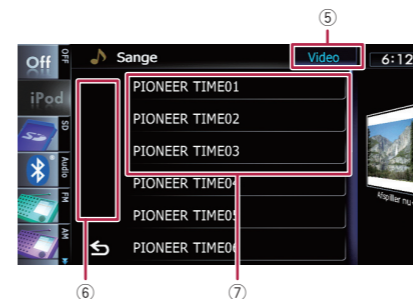 ⑤
Off
OFF
Sange
Video
6:12
iPod
PIONEER TIME01
SD
PIONEER TIME02
Audio
PIONEER TIME03
FM
PIONEER TIME04
Afspiller nu-
AM
PIONEER TIME05
PIONEER TIME06
⑥
⑦